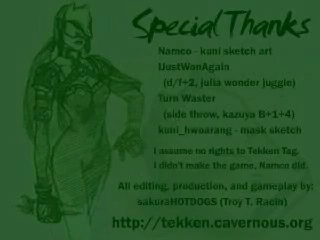 Special Thanks
Namco - kuni sketch art
UustWonAgain
(d/f+2, julia wonder juggle)
Turn Waster
(side throw, kazuya B+1+4)
kuni_hwoarang - mask sketch
I assume no rights to Tekken Tag.
I didn't make the game, Namco did.
All editing, production, and gameplay by:
sakuraHOTDOGS (Troy T. Racin)
http://tekken.cavernous.org